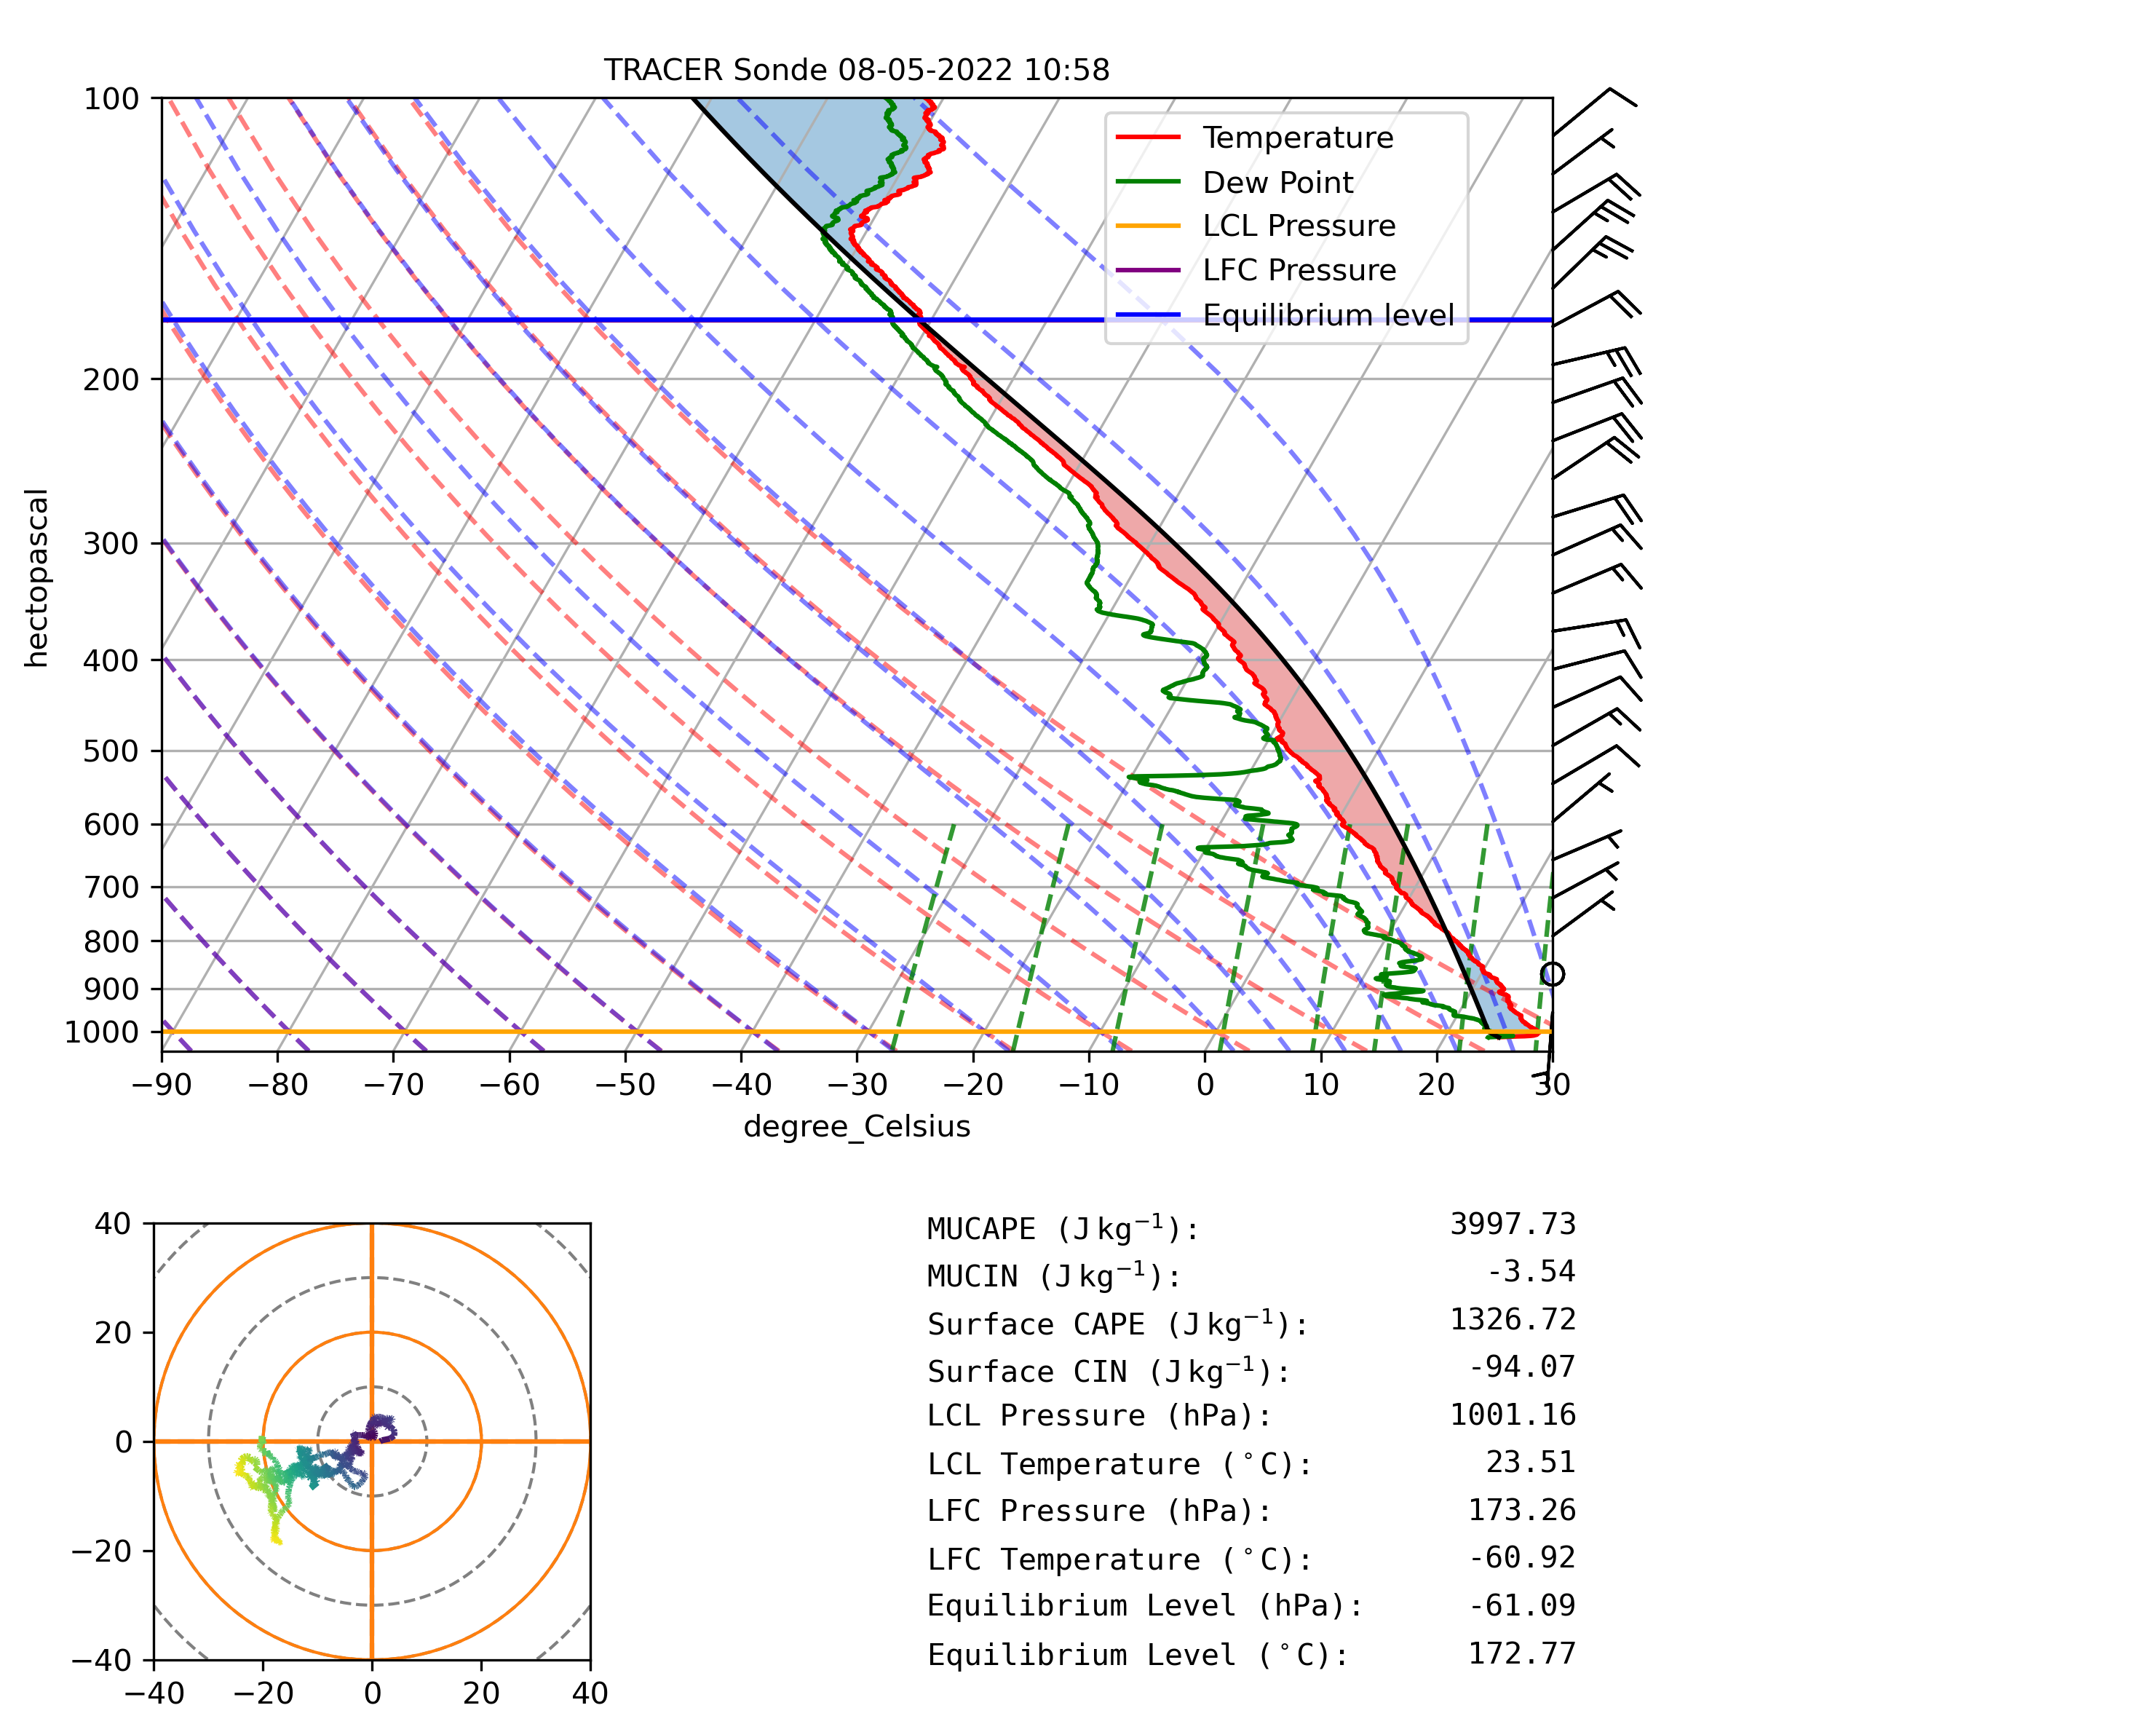 TRACER Sonde 08-05-2022 10:58
100
200
300
400
500
600
700
800
900
1000
hectopascal
Temperature
Dew Point
LCL Pressure
LFC Pressure
Equilibrium level
−90 −80 −70 −60 −50 −40 −30 −20 −10 0 10 20 30
degree_Celsius
40
20
0
−20
−40
−40 −20 0 20 40
MUCAPE (J kg⁻¹): 3997.73
MUCIN (J kg⁻¹): -3.54
Surface CAPE (J kg⁻¹): 1326.72
Surface CIN (J kg⁻¹): -94.07
LCL Pressure (hPa): 1001.16
LCL Temperature (°C): 23.51
LFC Pressure (hPa): 173.26
LFC Temperature (°C): -60.92
Equilibrium Level (hPa): -61.09
Equilibrium Level (°C): 172.77